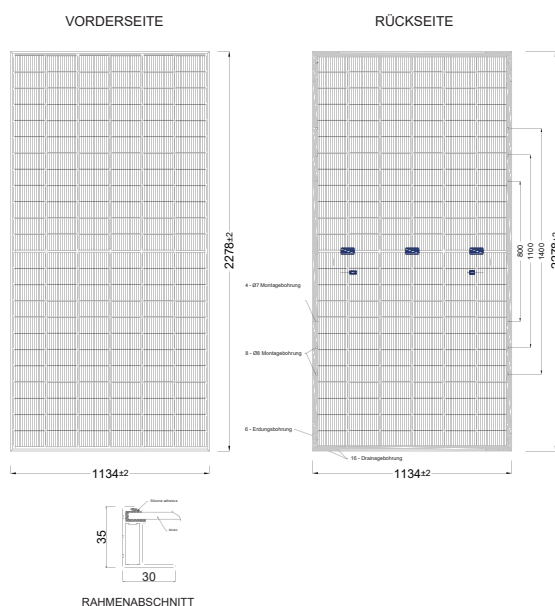 VORDERSEITE
RÜCKSEITE
2278±2
1134±2
800
1100
1400
2278±2
4 - Ø7 Montagebohrung
8 - Ø8 Montagebohrung
6 - Erdungsbohrung
16 - Drainagebohrung
1134±2
35
30
RAHMENABSCHNITT